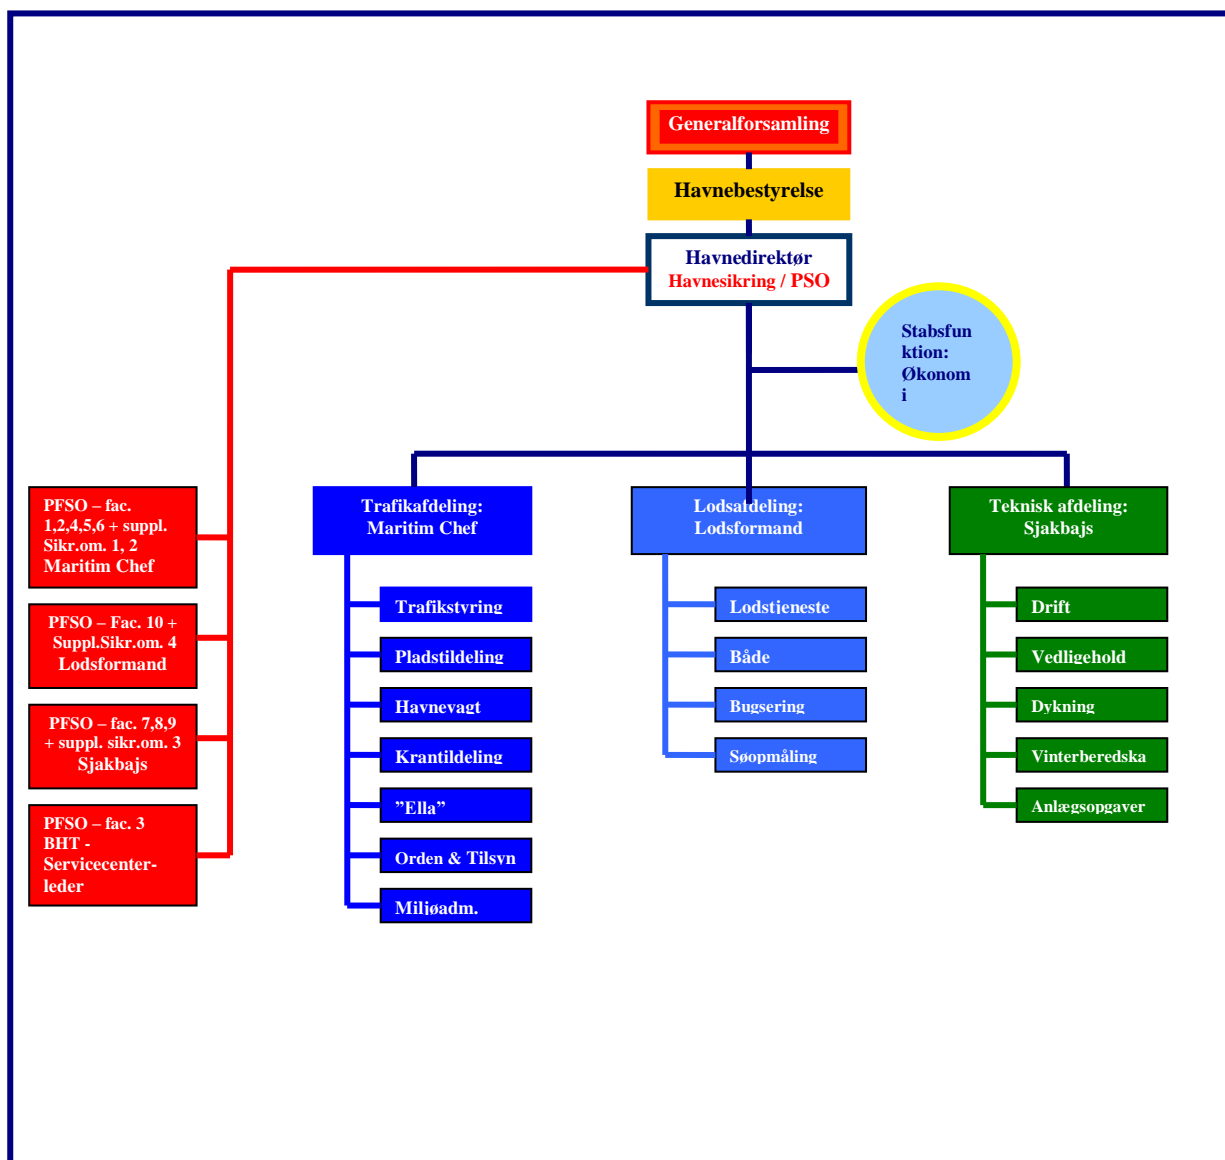 Generalforsamling
Havnebestyrelse
Havnedirektør
Havnesikring / PSO
Stabsfun
ktion:
Økonom
i
PFSO – fac.
1,2,4,5,6 + suppl.
Sikr.om. 1, 2
Maritim Chef
PFSO – Fac. 10 +
Suppl.Sikr.om. 4
Lodsformand
PFSO – fac. 7,8,9
+ suppl. sikr.om. 3
Sjakbajs
PFSO – fac. 3
BHT -
Servicecenter-
leder
Trafikafdeling:
Maritim Chef
Trafikstyring
Pladstildeling
Havnevagt
Krantildeling
”Ella”
Orden & Tilsyn
Miljøadm.
Lodsafdeling:
Lodsformand
Lodstjeneste
Både
Bugsering
Søopmåling
Teknisk afdeling:
Sjakbajs
Drift
Vedligehold
Dykning
Vinterberedska
Anlægsopgaver